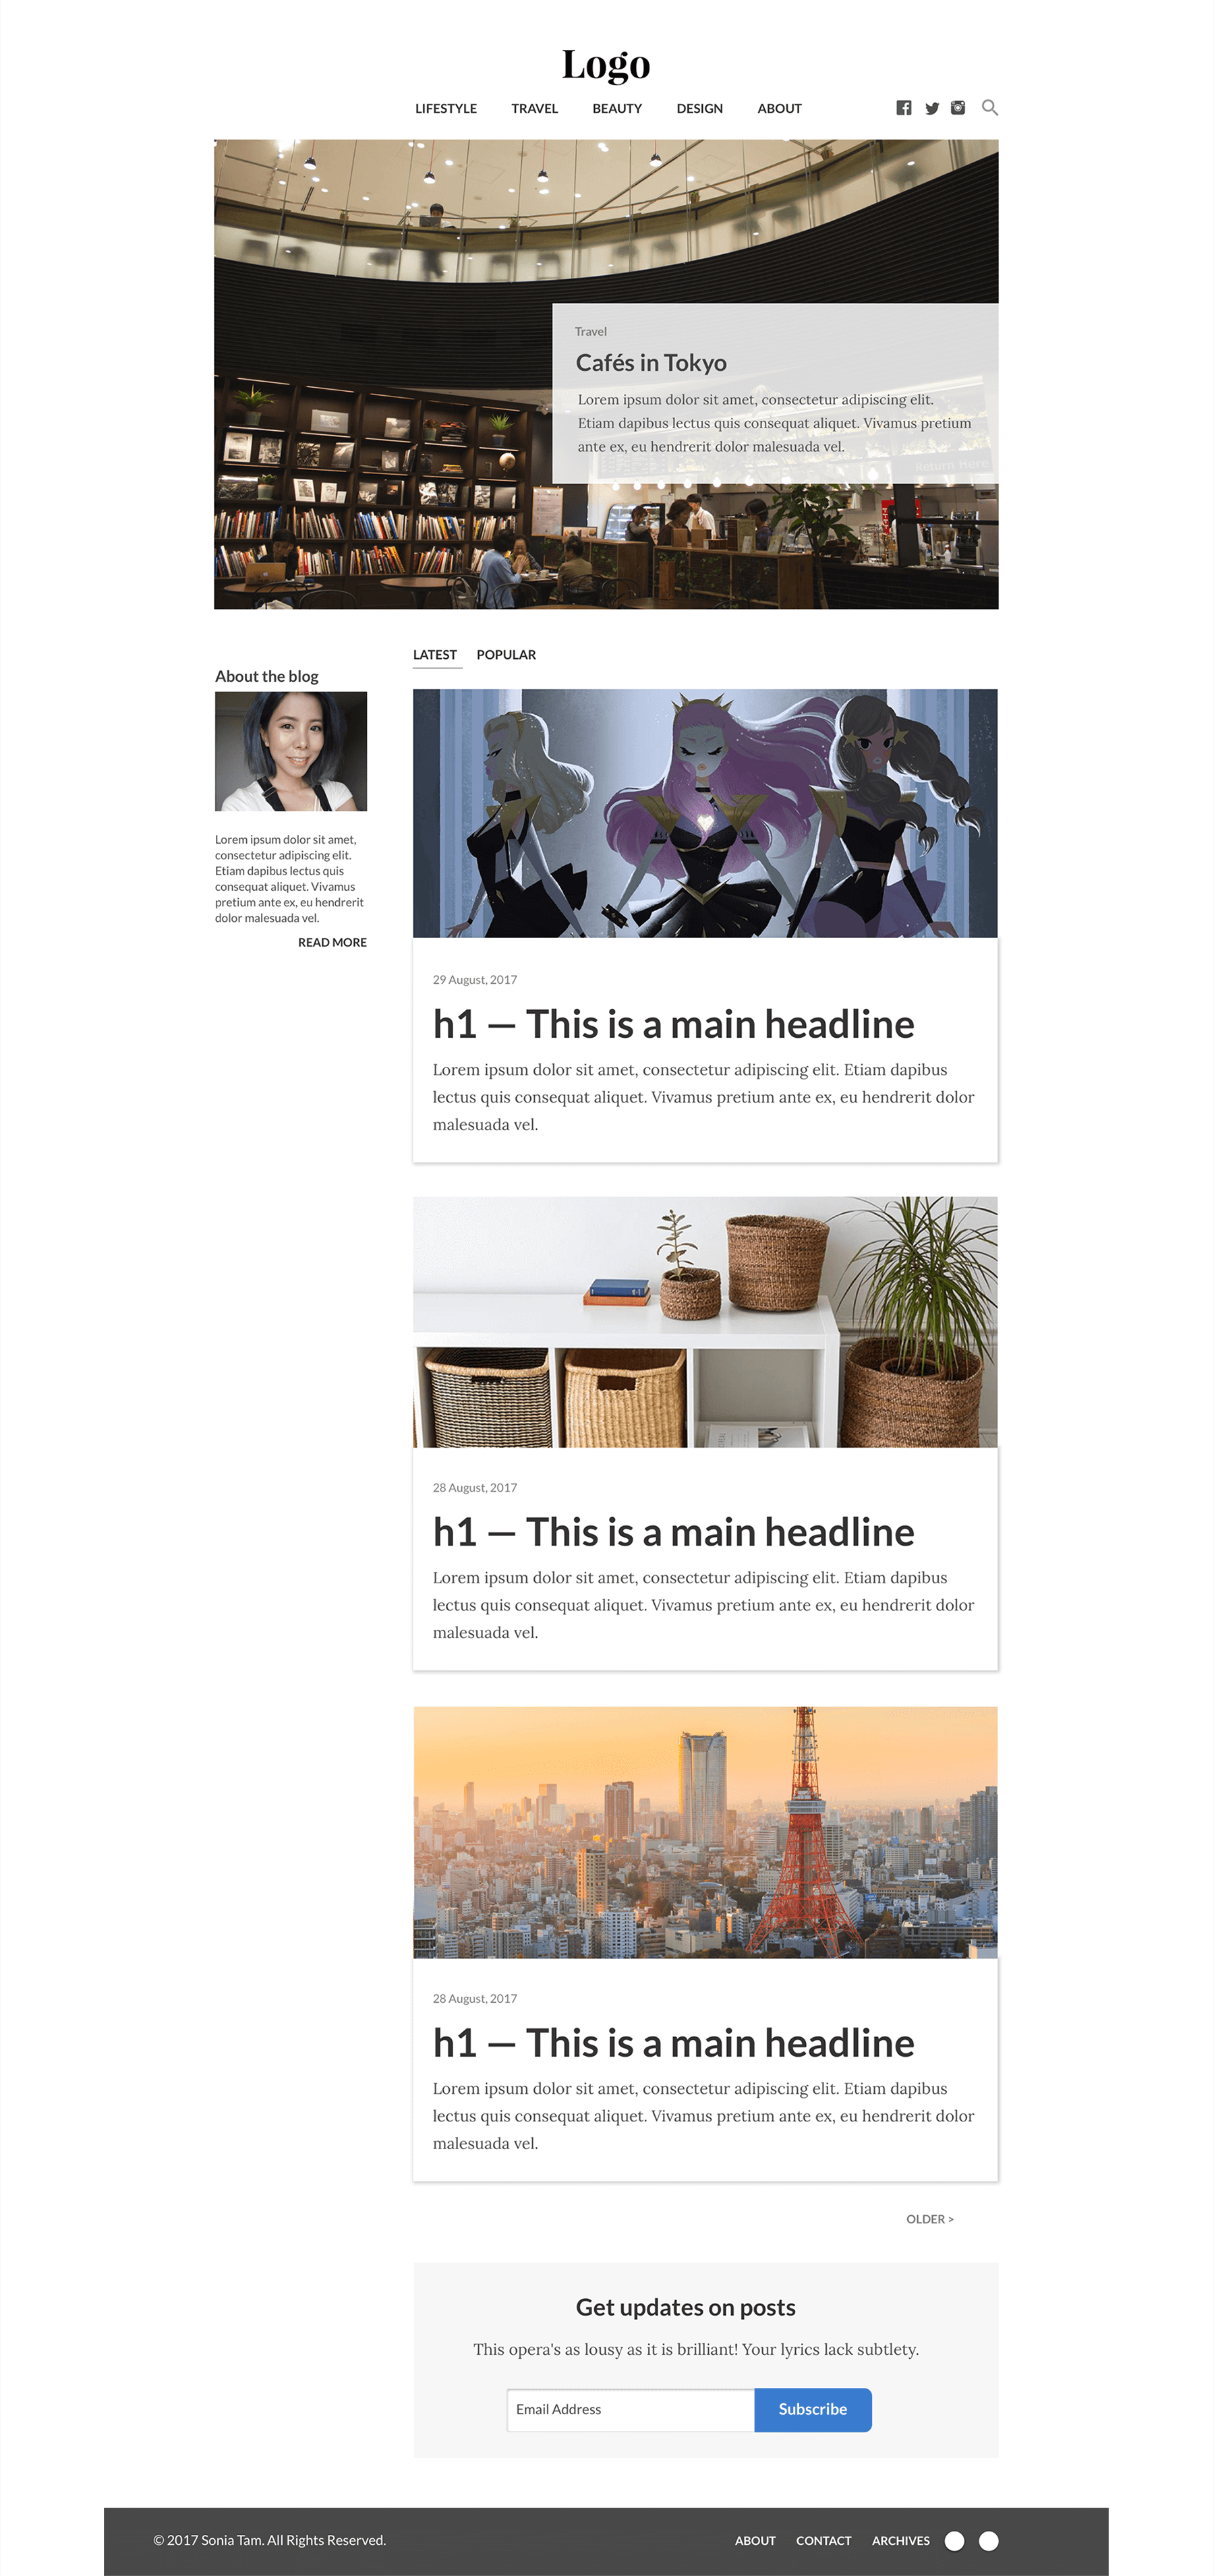 Logo
LIFESTYLE TRAVEL BEAUTY DESIGN ABOUT
Travel
Cafés in Tokyo
Lorem ipsum dolor sit amet, consectetur adipiscing elit.
Etiam dapibus lectus quis consequat aliquet. Vivamus pretium
ante ex, eu hendrerit dolor malesuada vel.
Return Here
About the blog
Lorem ipsum dolor sit amet,
consectetur adipiscing elit.
Etiam dapibus lectus quis
consequat aliquet. Vivamus
pretium ante ex, eu hendrerit
dolor malesuada vel.
READ MORE
LATEST POPULAR
29 August, 2017
h1 — This is a main headline
Lorem ipsum dolor sit amet, consectetur adipiscing elit. Etiam dapibus
lectus quis consequat aliquet. Vivamus pretium ante ex, eu hendrerit dolor
malesuada vel.
28 August, 2017
h1 — This is a main headline
Lorem ipsum dolor sit amet, consectetur adipiscing elit. Etiam dapibus
lectus quis consequat aliquet. Vivamus pretium ante ex, eu hendrerit dolor
malesuada vel.
28 August, 2017
h1 — This is a main headline
Lorem ipsum dolor sit amet, consectetur adipiscing elit. Etiam dapibus
lectus quis consequat aliquet. Vivamus pretium ante ex, eu hendrerit dolor
malesuada vel.
OLDER >
Get updates on posts
This opera's as lousy as it is brilliant! Your lyrics lack subtlety.
Email Address Subscribe
© 2017 Sonia Tam. All Rights Reserved. ABOUT CONTACT ARCHIVES